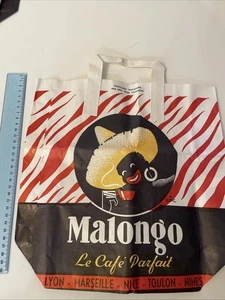 Malongo
Le Café Parfait
LYON - MARSEILLE - NICE - TOULON - NIMES